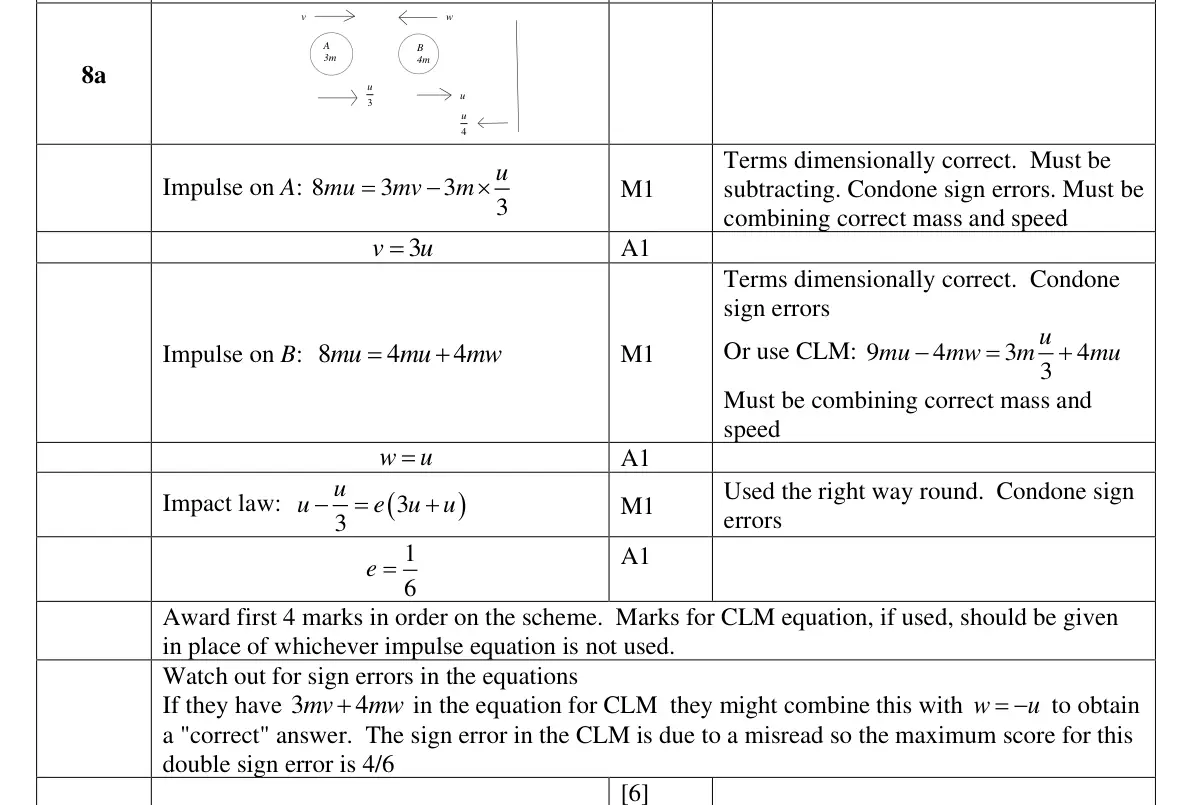 8a
v
w
A
3m
B
4m
u/3
u
u/4
Impulse on A: 8mu = 3mv − 3m × u/3
M1
Terms dimensionally correct.  Must be
subtracting. Condone sign errors. Must be
combining correct mass and speed
v = 3u
A1
Impulse on B:  8mu = 4mu + 4mw
M1
Terms dimensionally correct.  Condone
sign errors
Or use CLM: 9mu − 4mw = 3m u/3 + 4mu
Must be combining correct mass and
speed
w = u
A1
Impact law:  u − u/3 = e(3u + u)
M1
Used the right way round.  Condone sign
errors
e = 1/6
A1
Award first 4 marks in order on the scheme.  Marks for CLM equation, if used, should be given
in place of whichever impulse equation is not used.
Watch out for sign errors in the equations
If they have 3mv + 4mw in the equation for CLM  they might combine this with w = −u to obtain
a "correct" answer.  The sign error in the CLM is due to a misread so the maximum score for this
double sign error is 4/6
[6]